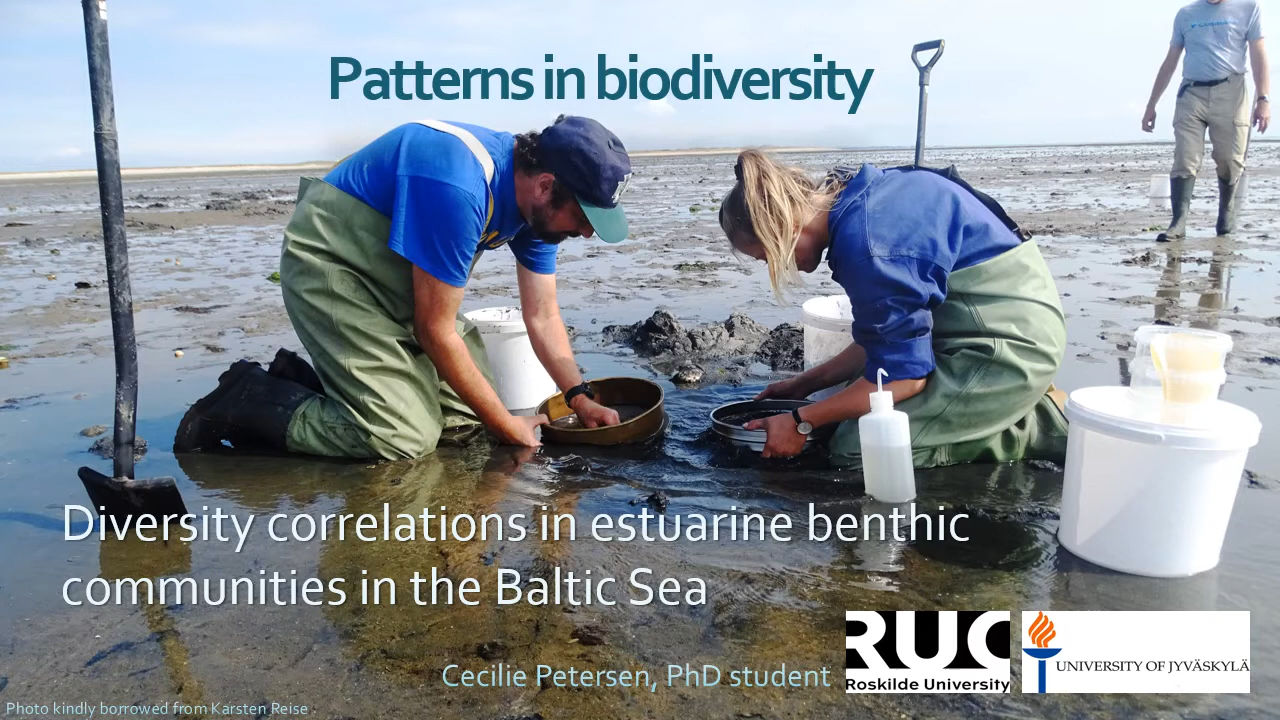 Patterns in biodiversity
Diversity correlations in estuarine benthic
communities in the Baltic Sea
RUC
Roskilde University
UNIVERSITY OF JYVÄSKYLÄ
Cecilie Petersen, PhD student
Photo kindly borrowed from Karsten Reise